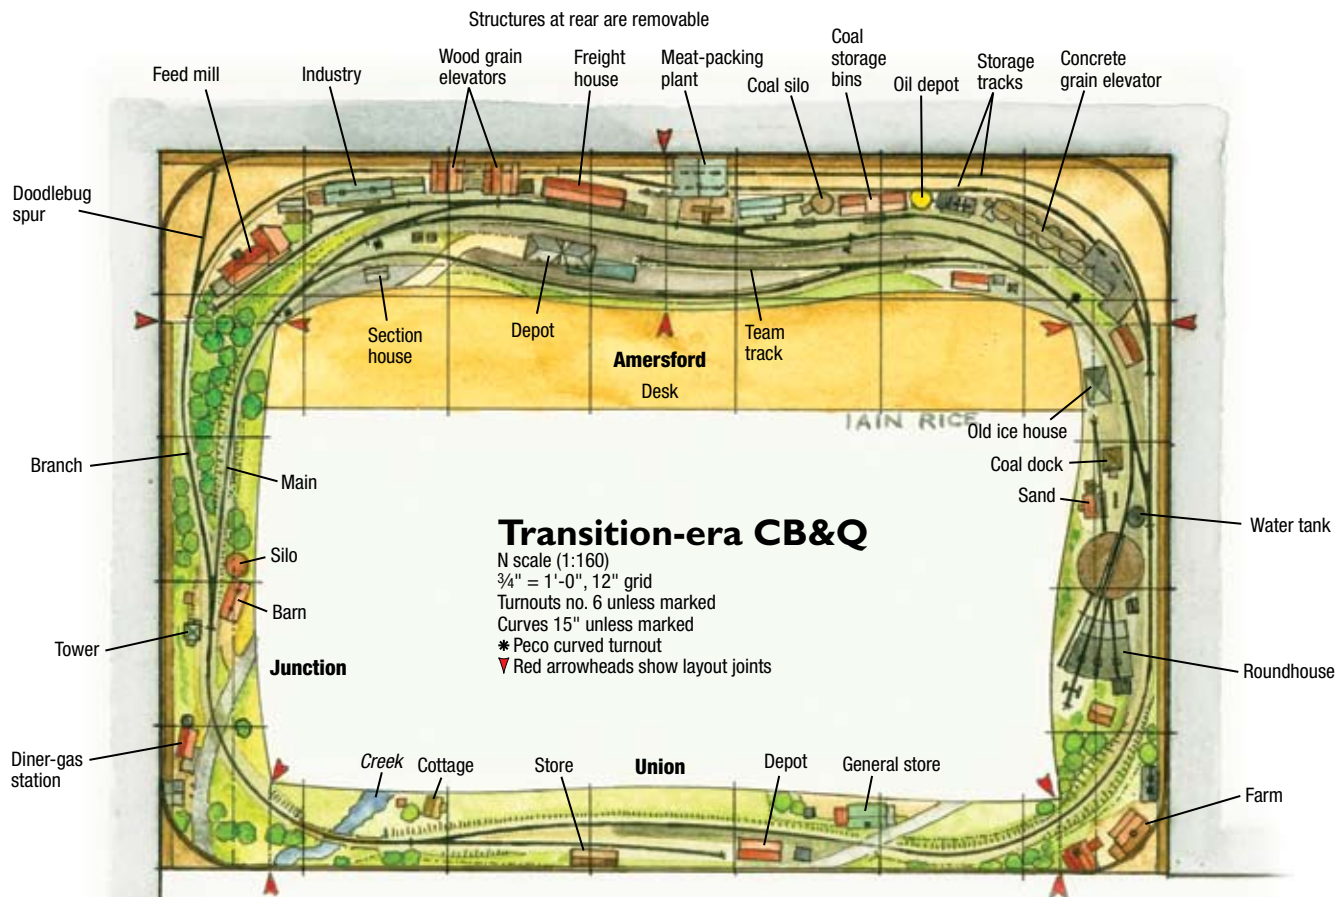 Structures at rear are removable
Feed mill
Industry
Wood grain
elevators
Freight
house
Meat-packing
plant
Coal silo
Coal
storage
bins
Oil depot
Storage
tracks
Concrete
grain elevator
Doodlebug
spur
Section
house
Depot
Team
track
Amersford
Desk
IAIN RICE
Old ice house
Coal dock
Sand
Water tank
Roundhouse
Branch
Main
Silo
Barn
Tower
Junction
Transition-era CB&Q
N scale (1:160)
¾" = 1'-0", 12" grid
Turnouts no. 6 unless marked
Curves 15" unless marked
* Peco curved turnout
Red arrowheads show layout joints
Diner-gas
station
Creek
Cottage
Store
Union
Depot
General store
Farm